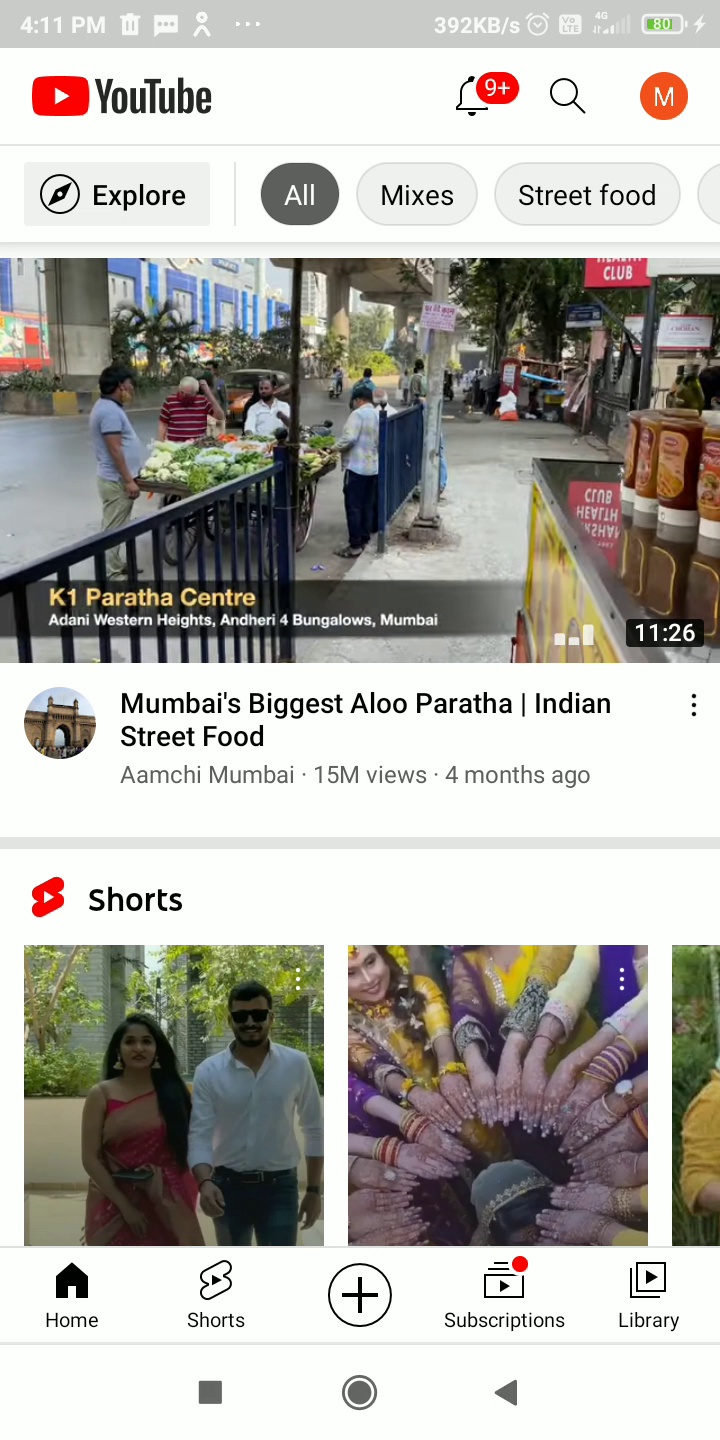 4:11 PM
392KB/s
Vo
LTE
4G
80
YouTube
9+
M
Explore
All
Mixes
Street food
HEALTH
CLUB
CLUB
HEALTH
K1 Paratha Centre
Adani Western Heights, Andheri 4 Bungalows, Mumbai
11:26
Mumbai's Biggest Aloo Paratha | Indian
Street Food
Aamchi Mumbai · 15M views · 4 months ago
Shorts
Home
Shorts
Subscriptions
Library